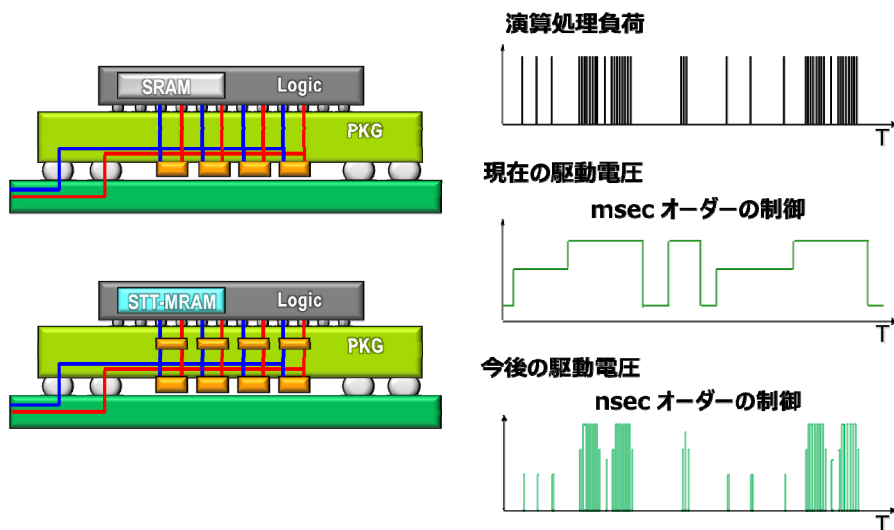 SRAM
Logic
PKG
STT-MRAM
Logic
PKG
演算処理負荷
T
現在の駆動電圧
msec オーダーの制御
T
今後の駆動電圧
nsec オーダーの制御
T